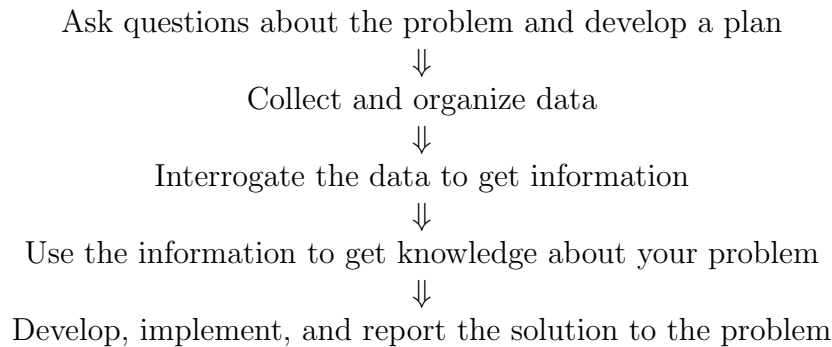 Ask questions about the problem and develop a plan
⇓
Collect and organize data
⇓
Interrogate the data to get information
⇓
Use the information to get knowledge about your problem
⇓
Develop, implement, and report the solution to the problem